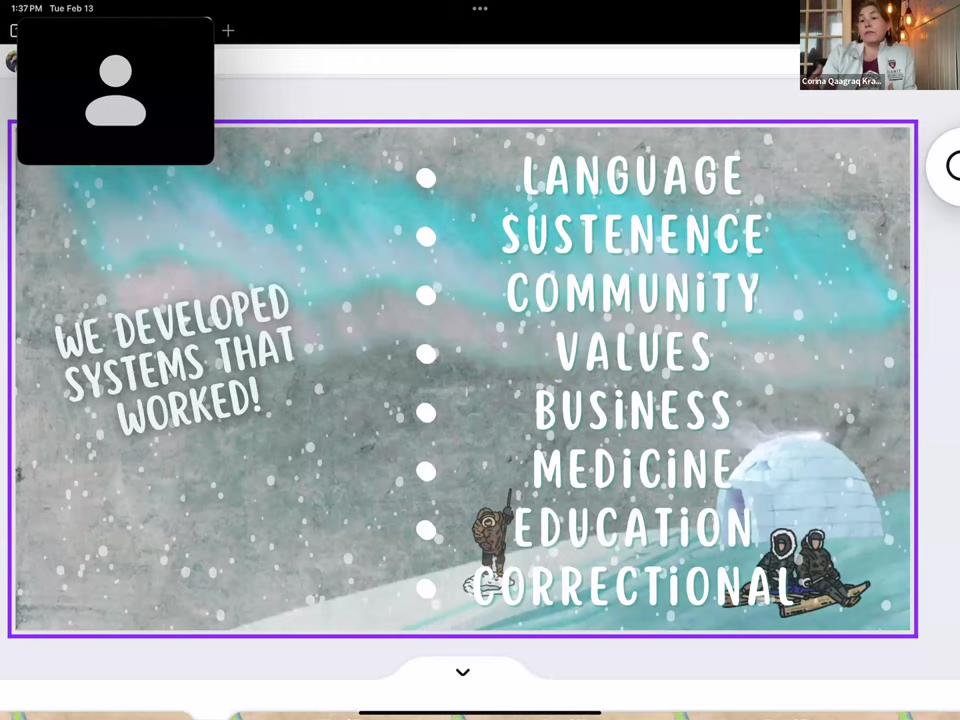 1:37 PM Tue Feb 13
Corina Qaagraq Kra...
WE DEVELOPED
SYSTEMS THAT
WORKED!
LANGUAGE
SUSTENENCE
COMMUNiTY
VALUES
BUSiNESS
MEDiCiNE
EDUCATiON
CORRECTiONAL